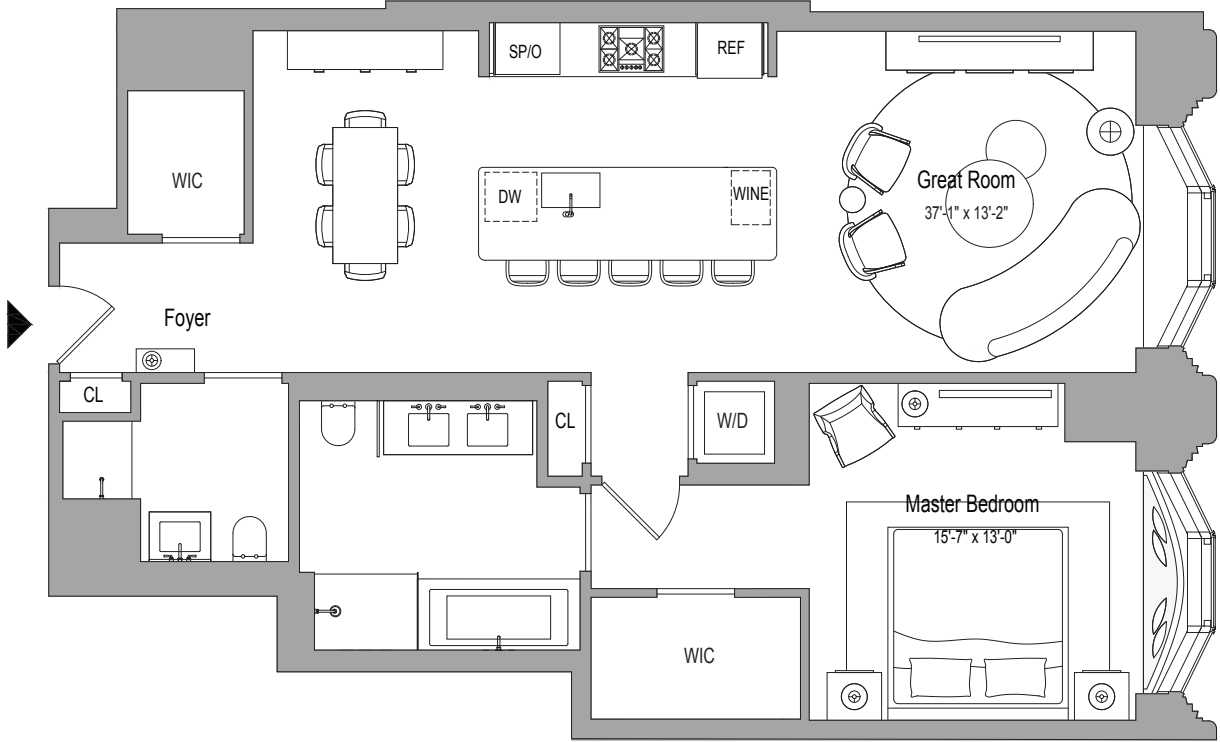 SP/O
REF
WIC
DW
WINE
Great Room
37'-1" x 13'-2"
Foyer
CL
CL
W/D
Master Bedroom
15'-7" x 13'-0"
WIC